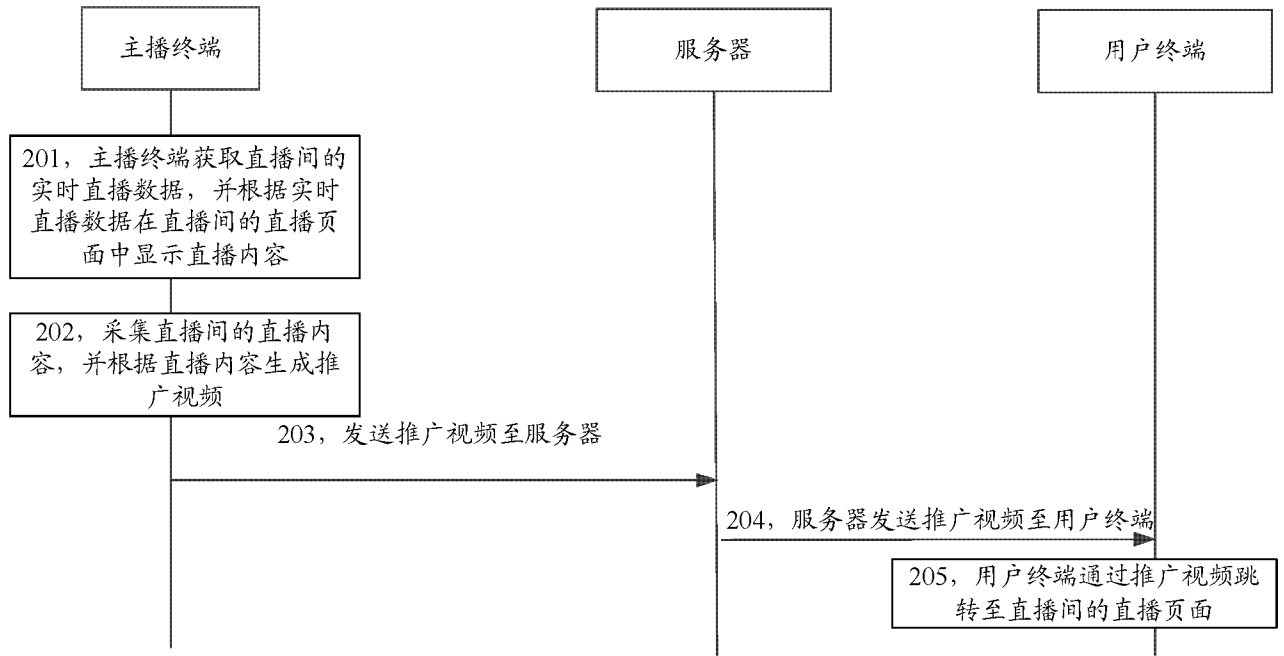 主播终端
服务器
用户终端
201，主播终端获取直播间的
实时直播数据，并根据实时
直播数据在直播间的直播页
面中显示直播内容
202，采集直播间的直播内
容，并根据直播内容生成推
广视频
203，发送推广视频至服务器
204，服务器发送推广视频至用户终端
205，用户终端通过推广视频跳
转至直播间的直播页面